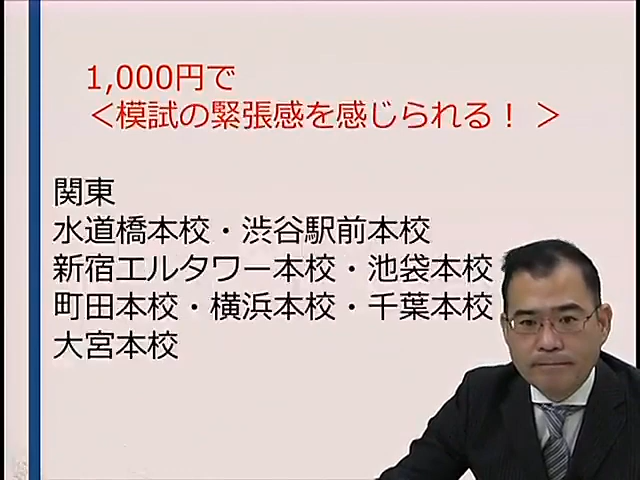 1,000円で
＜模試の緊張感を感じられる！＞
関東
水道橋本校・渋谷駅前本校
新宿エルタワー本校・池袋本校
町田本校・横浜本校・千葉本校
大宮本校